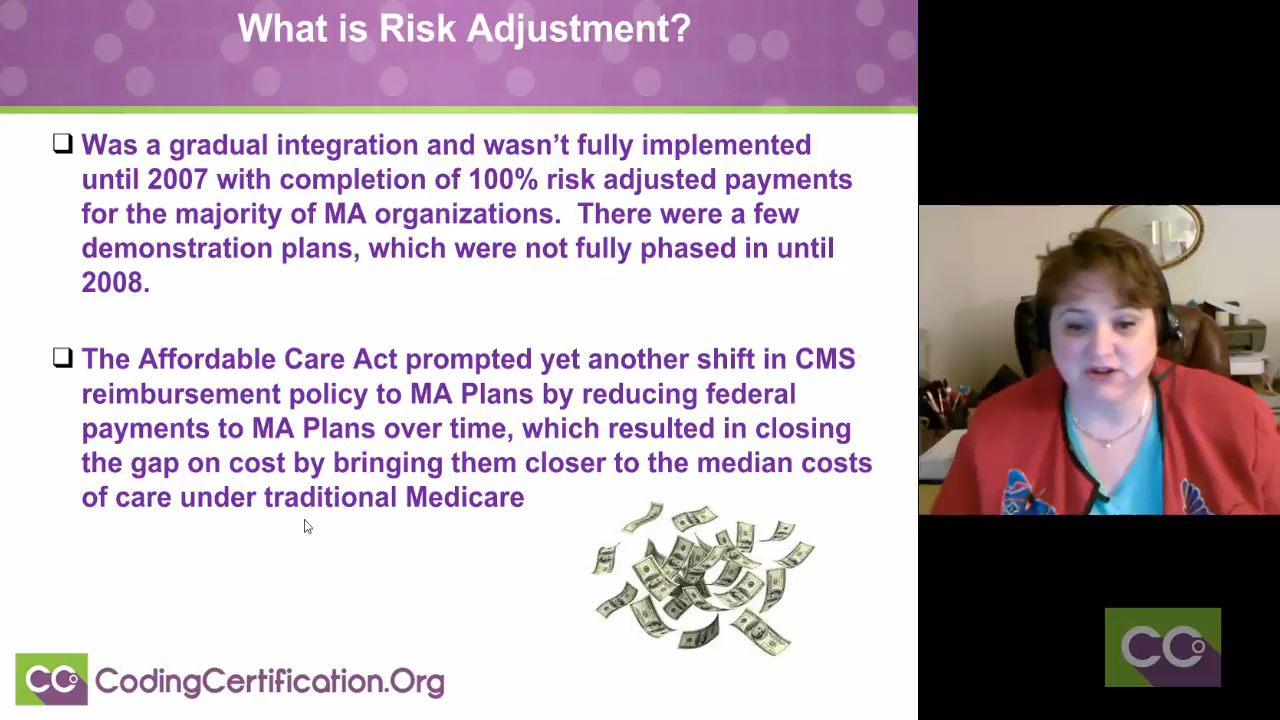 What is Risk Adjustment?
❑ Was a gradual integration and wasn't fully implemented
until 2007 with completion of 100% risk adjusted payments
for the majority of MA organizations.  There were a few
demonstration plans, which were not fully phased in until
2008.
❑ The Affordable Care Act prompted yet another shift in CMS
reimbursement policy to MA Plans by reducing federal
payments to MA Plans over time, which resulted in closing
the gap on cost by bringing them closer to the median costs
of care under traditional Medicare
CC CodingCertification.Org
CC